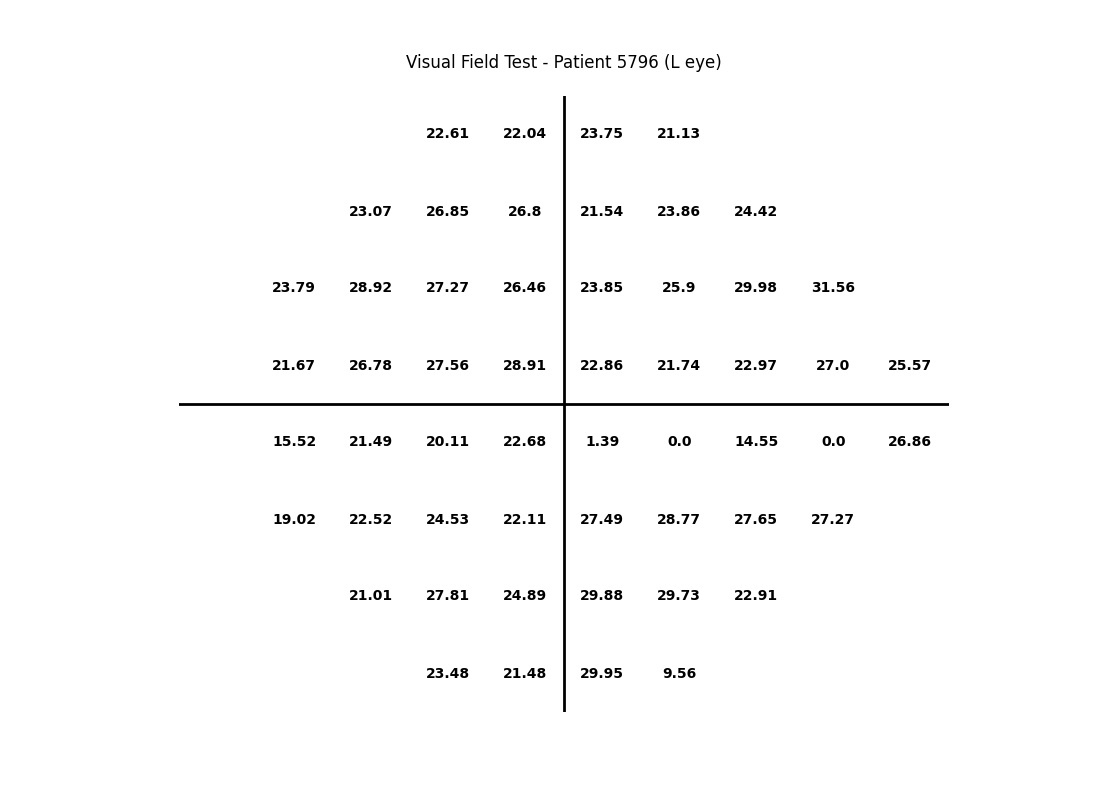 Visual Field Test - Patient 5796 (L eye)
22.61 22.04 23.75 21.13
23.07 26.85 26.8 21.54 23.86 24.42
23.79 28.92 27.27 26.46 23.85 25.9 29.98 31.56
21.67 26.78 27.56 28.91 22.86 21.74 22.97 27.0 25.57
15.52 21.49 20.11 22.68 1.39 0.0 14.55 0.0 26.86
19.02 22.52 24.53 22.11 27.49 28.77 27.65 27.27
21.01 27.81 24.89 29.88 29.73 22.91
23.48 21.48 29.95 9.56